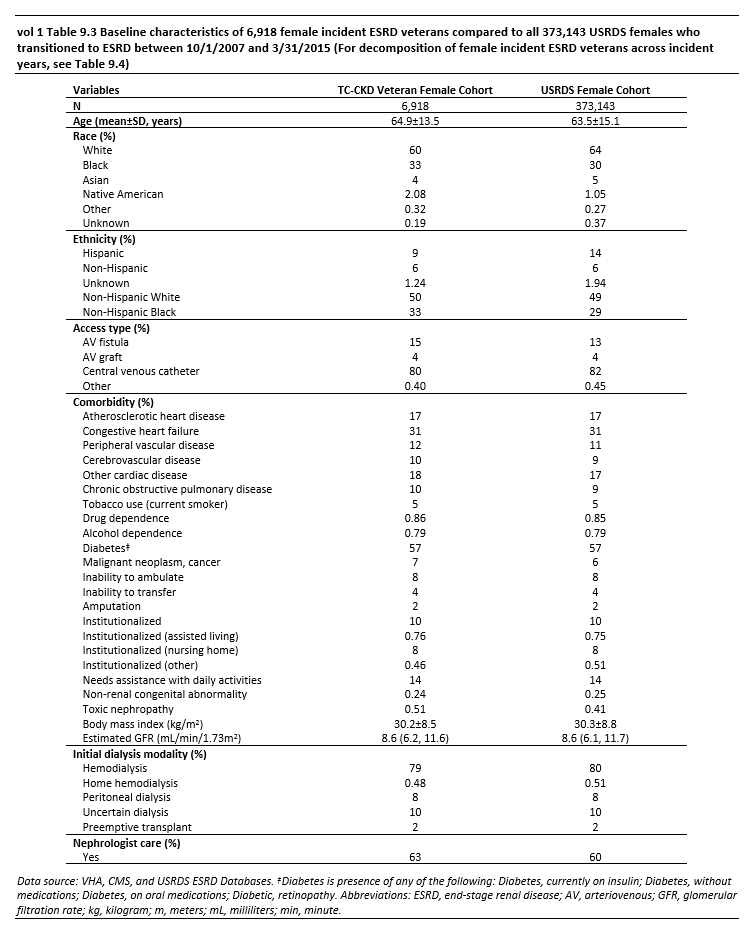 vol 1 Table 9.3 Baseline characteristics of 6,918 female incident ESRD veterans compared to all 373,143 USRDS females who
transitioned to ESRD between 10/1/2007 and 3/31/2015 (For decomposition of female incident ESRD veterans across incident
years, see Table 9.4)
Variables TC-CKD Veteran Female Cohort USRDS Female Cohort
N 6,918 373,143
Age (mean±SD, years) 64.9±13.5 63.5±15.1
Race (%)
White 60 64
Black 33 30
Asian 4 5
Native American 2.08 1.05
Other 0.32 0.27
Unknown 0.19 0.37
Ethnicity (%)
Hispanic 9 14
Non-Hispanic 6 6
Unknown 1.24 1.94
Non-Hispanic White 50 49
Non-Hispanic Black 33 29
Access type (%)
AV fistula 15 13
AV graft 4 4
Central venous catheter 80 82
Other 0.40 0.45
Comorbidity (%)
Atherosclerotic heart disease 17 17
Congestive heart failure 31 31
Peripheral vascular disease 12 11
Cerebrovascular disease 10 9
Other cardiac disease 18 17
Chronic obstructive pulmonary disease 10 9
Tobacco use (current smoker) 5 5
Drug dependence 0.86 0.85
Alcohol dependence 0.79 0.79
Diabetes‡ 57 57
Malignant neoplasm, cancer 7 6
Inability to ambulate 8 8
Inability to transfer 4 4
Amputation 2 2
Institutionalized 10 10
Institutionalized (assisted living) 0.76 0.75
Institutionalized (nursing home) 8 8
Institutionalized (other) 0.46 0.51
Needs assistance with daily activities 14 14
Non-renal congenital abnormality 0.24 0.25
Toxic nephropathy 0.51 0.41
Body mass index (kg/m²) 30.2±8.5 30.3±8.8
Estimated GFR (mL/min/1.73m²) 8.6 (6.2, 11.6) 8.6 (6.1, 11.7)
Initial dialysis modality (%)
Hemodialysis 79 80
Home hemodialysis 0.48 0.51
Peritoneal dialysis 8 8
Uncertain dialysis 10 10
Preemptive transplant 2 2
Nephrologist care (%)
Yes 63 60
Data source: VHA, CMS, and USRDS ESRD Databases. ‡Diabetes is presence of any of the following: Diabetes, currently on insulin; Diabetes, without
medications; Diabetes, on oral medications; Diabetic, retinopathy. Abbreviations: ESRD, end-stage renal disease; AV, arteriovenous; GFR, glomerular
filtration rate; kg, kilogram; m, meters; mL, milliliters; min, minute.